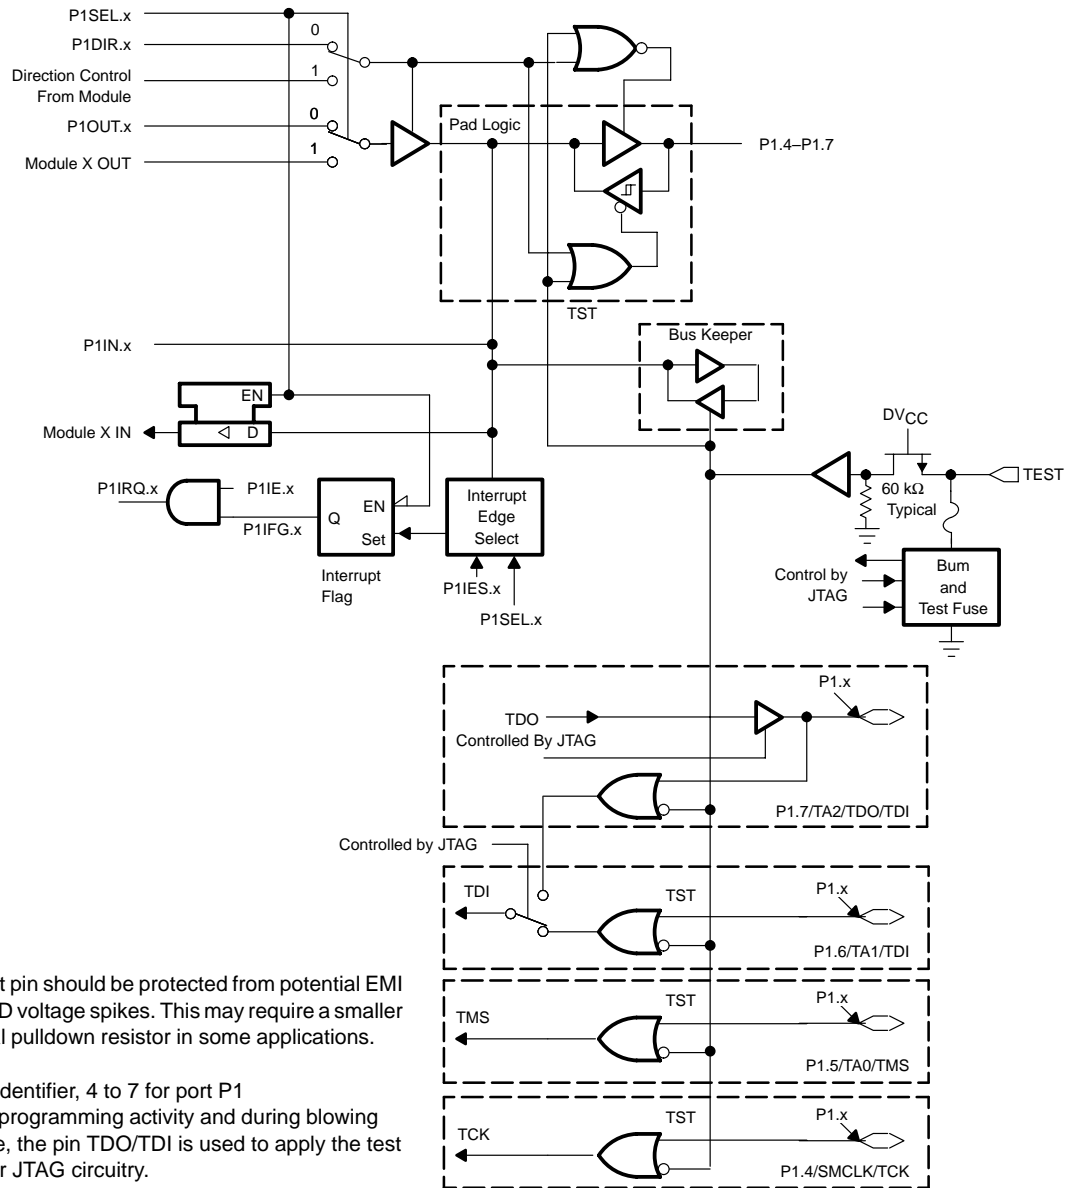 P1SEL.x
P1DIR.x
0
Direction Control
From Module
1
P1OUT.x
0
Module X OUT
1
Pad Logic
P1.4–P1.7
TST
P1IN.x
Bus Keeper
EN
Module X IN
D
DVCC
TEST
60 kΩ
Typical
P1IRQ.x
P1IE.x
P1IFG.x
Q
EN
Set
Interrupt
Edge
Select
Interrupt
Flag
P1IES.x
P1SEL.x
Control by
JTAG
Bum
and
Test Fuse
P1.x
TDO
Controlled By JTAG
P1.7/TA2/TDO/TDI
Controlled by JTAG
TDI
TST
P1.x
P1.6/TA1/TDI
t pin should be protected from potential EMI
D voltage spikes. This may require a smaller
l pulldown resistor in some applications.
TMS
TST
P1.x
P1.5/TA0/TMS
dentifier, 4 to 7 for port P1
programming activity and during blowing
e, the pin TDO/TDI is used to apply the test
r JTAG circuitry.
TCK
TST
P1.x
P1.4/SMCLK/TCK